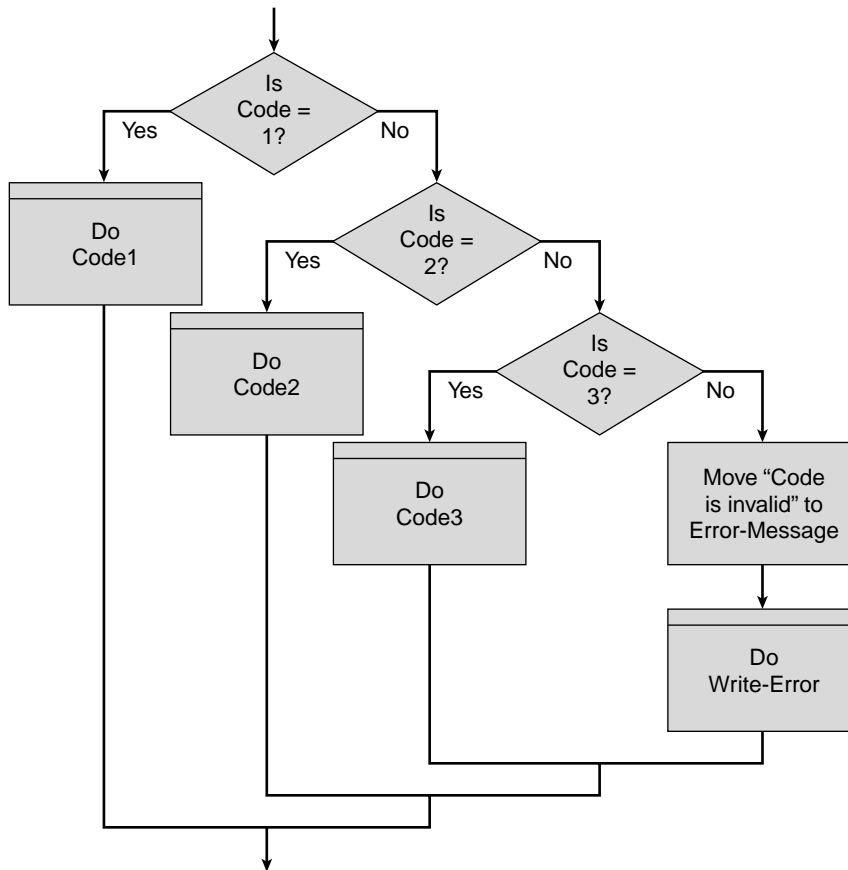 Is
Code =
1?
Yes
No
Do
Code1
Is
Code =
2?
Yes
No
Do
Code2
Is
Code =
3?
Yes
No
Do
Code3
Move “Code
is invalid” to
Error-Message
Do
Write-Error